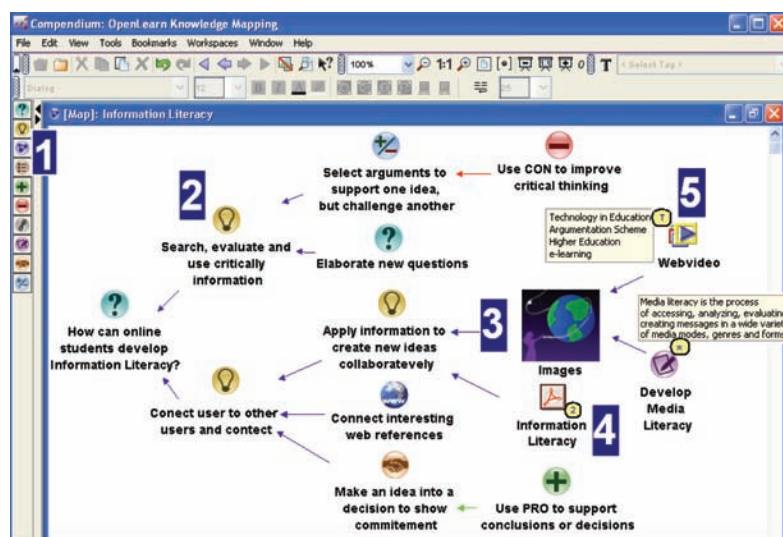 Compendium: OpenLearn Knowledge Mapping
File Edit View Tools Bookmarks Workspaces Window Help
100%
1:1
T
< Select Tag >
Dialog
12
25
[Map]: Information Literacy
1
Select arguments to
support one idea,
but challenge another
Use CON to improve
critical thinking
2
5
Search, evaluate and
use critically
information
Elaborate new questions
Technology in Education
Argumentation Scheme
Higher Education
e-learning
T
Webvideo
How can online
students develop
Information Literacy?
Apply information to
create new ideas
collaboratevely
3
Images
Media literacy is the process
of accessing, analyzing, evaluating
creating messages in a wide variet
of media modes, genres and forms
Develop
Media
Literacy
Conect user to other
users and contect
Connect interesting
web references
2
Information
Literacy
4
Make an idea into a
decision to show
commitement
Use PRO to support
conclusions or decisions